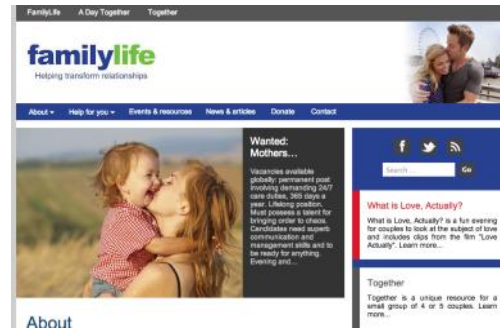 FamilyLife   A Day Together   Together
familylife
Helping transform relationships
About   Help for you   Events & resources   News & articles   Donate   Contact
Wanted:
Mothers...
Vacancies available
globally: permanent post
involving demanding 24/7
care duties, 365 days a
year. Lifelong position.
Must possess a talent for
bringing order to chaos.
Candidates need superb
communication and
management skills and to
be ready for anything.
Evening and...
Search ...   Go
What is Love, Actually?
What is Love, Actually? is a fun evening
for couples to look at the subject of love
and includes clips from the film "Love
Actually". Learn more...
Together
Together is a unique resource for a
small group of 4 or 5 couples. Learn
more...
About